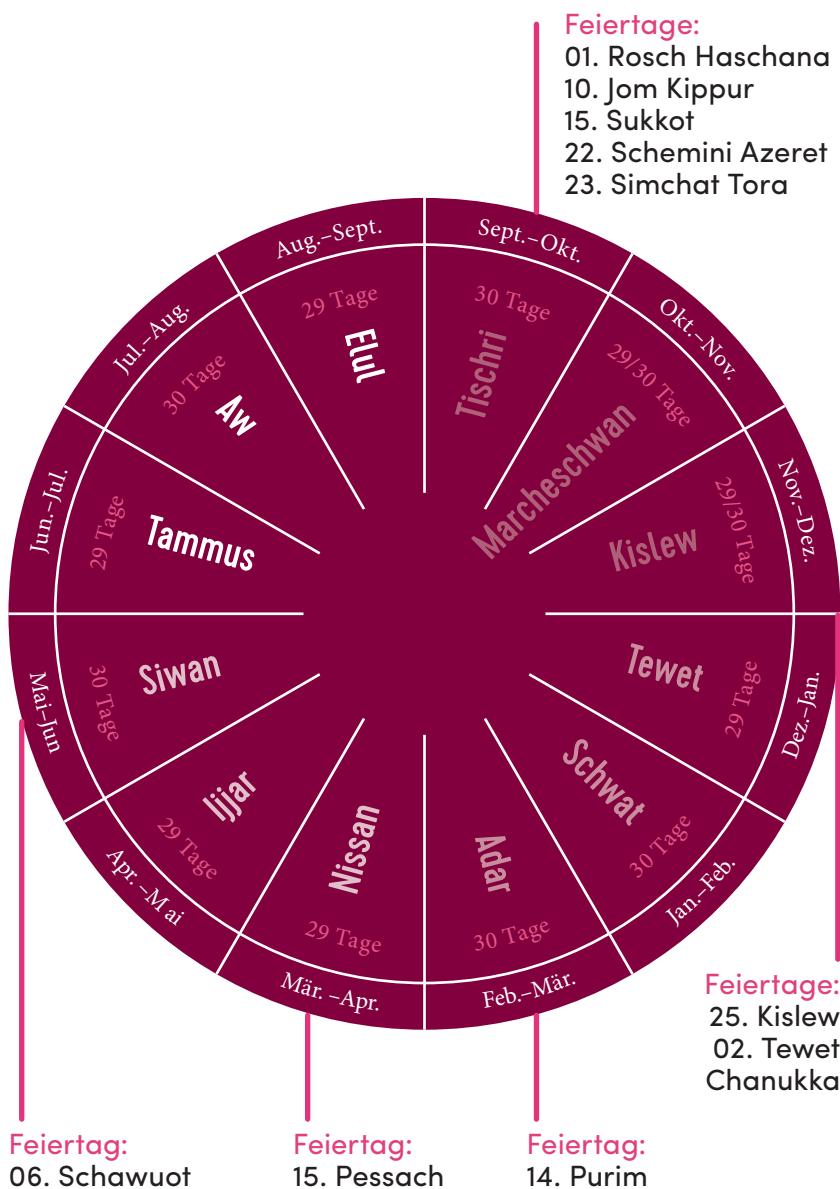 Feiertage:
01. Rosch Haschana
10. Jom Kippur
15. Sukkot
22. Schemini Azeret
23. Simchat Tora
Sept.–Okt.
30 Tage
Tischri
Okt.–Nov.
29/30 Tage
Marcheschwan
Nov.–Dez.
29/30 Tage
Kislew
Dez.–Jan.
29 Tage
Tewet
Jan.–Feb.
30 Tage
Schwat
Feb.–Mär.
30 Tage
Adar
Mär. –Apr.
29 Tage
Nissan
Apr. –Mai
29 Tage
Ijjar
Mai–Jun
30 Tage
Siwan
Jun.–Jul.
29 Tage
Tammus
Jul.–Aug.
30 Tage
Aw
Aug.–Sept.
29 Tage
Elul
Feiertage:
25. Kislew
02. Tewet
Chanukka
Feiertag:
06. Schawuot
Feiertag:
15. Pessach
Feiertag:
14. Purim